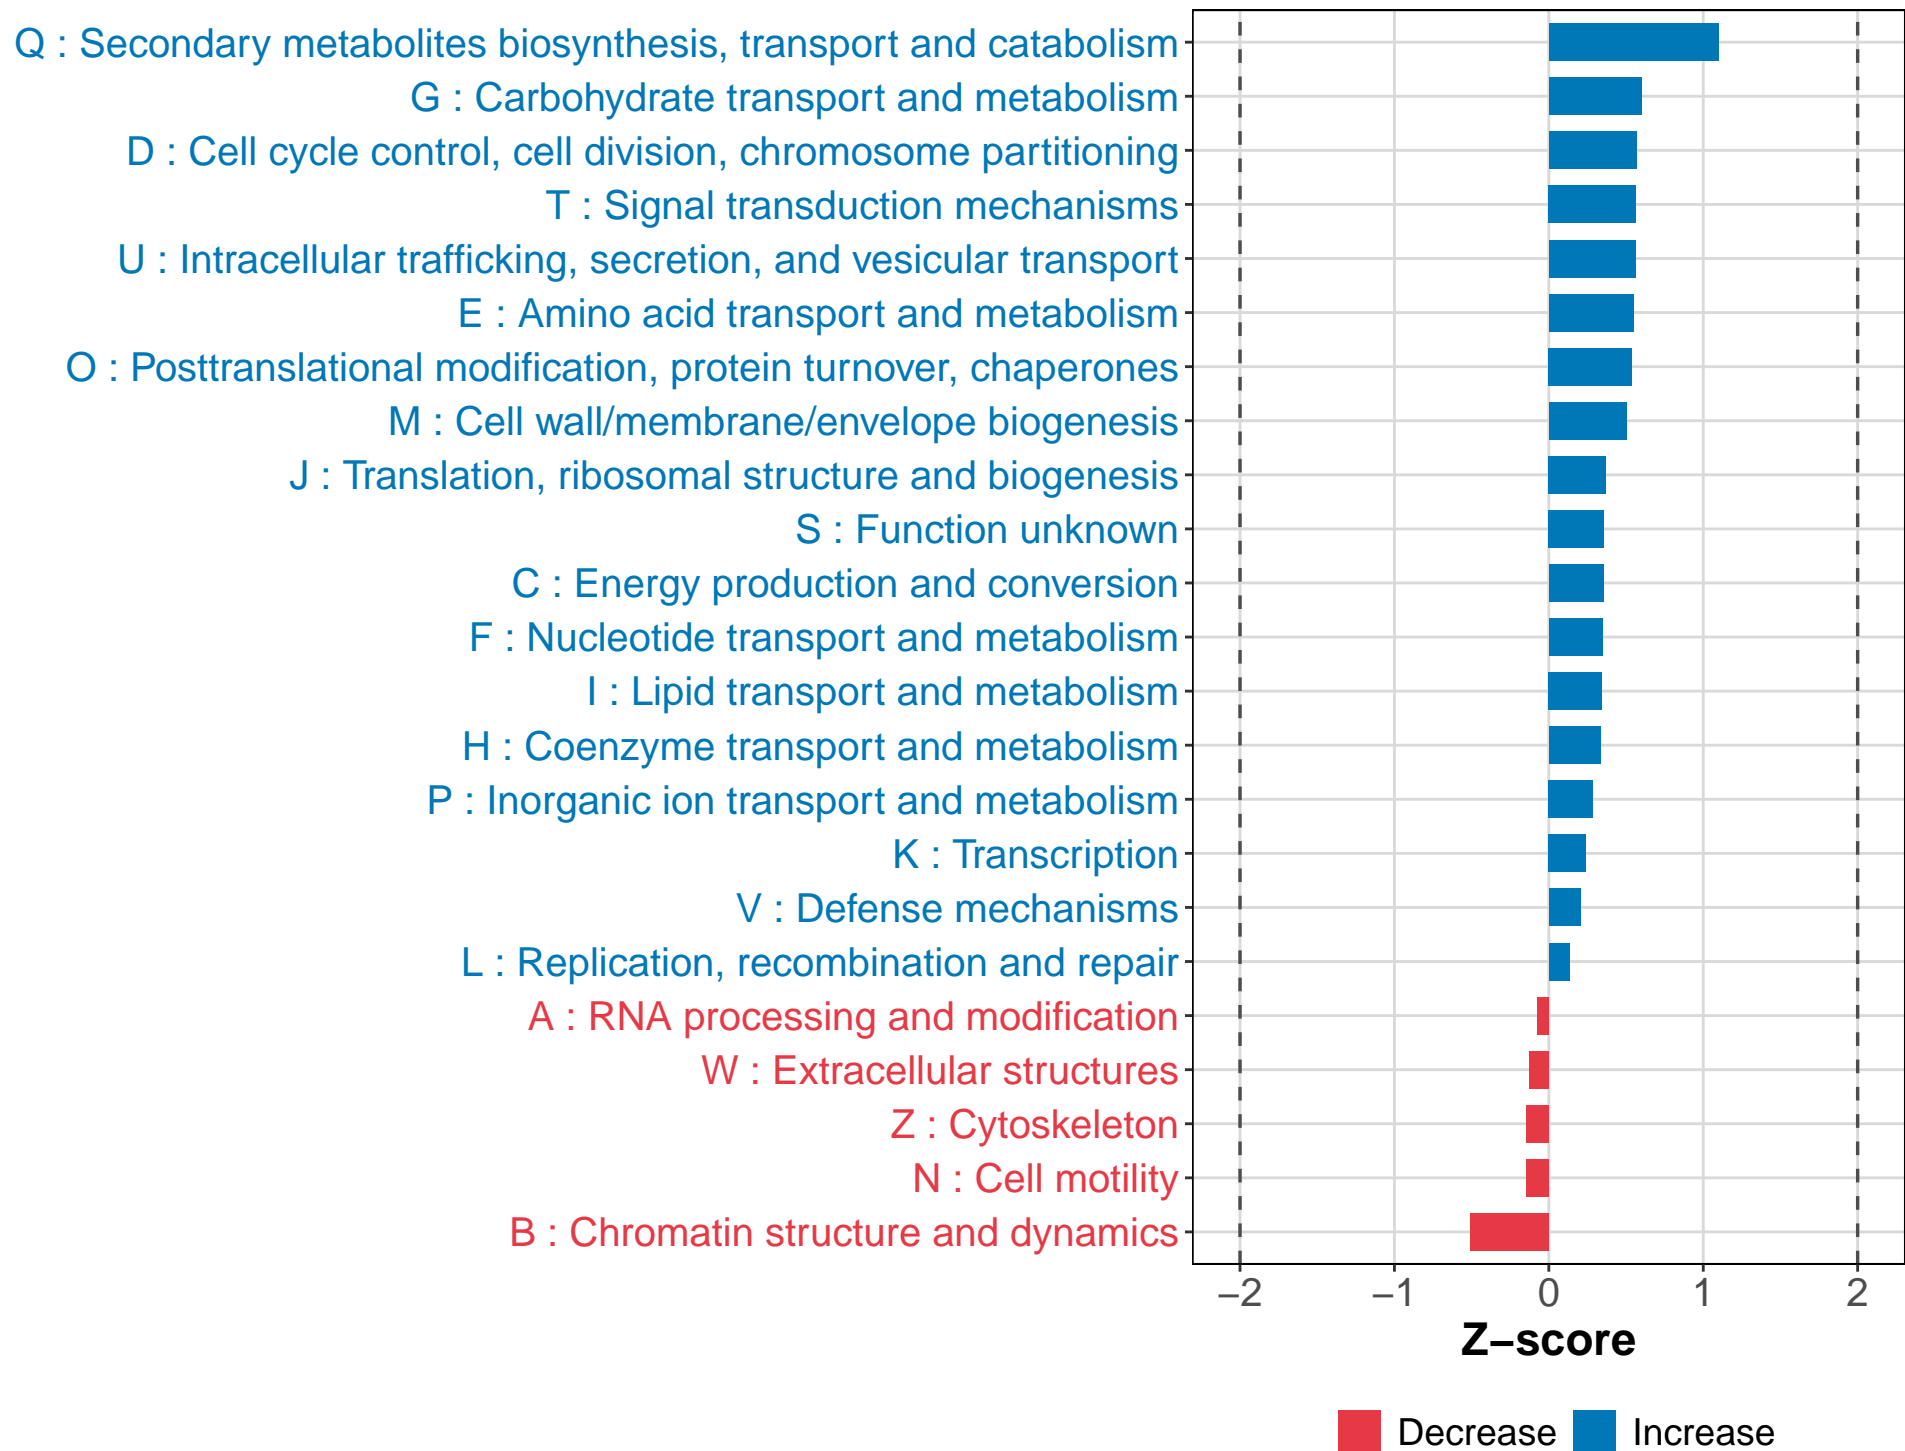 Q : Secondary metabolites biosynthesis, transport and catabolism
G : Carbohydrate transport and metabolism
D : Cell cycle control, cell division, chromosome partitioning
T : Signal transduction mechanisms
U : Intracellular trafficking, secretion, and vesicular transport
E : Amino acid transport and metabolism
O : Posttranslational modification, protein turnover, chaperones
M : Cell wall/membrane/envelope biogenesis
J : Translation, ribosomal structure and biogenesis
S : Function unknown
C : Energy production and conversion
F : Nucleotide transport and metabolism
I : Lipid transport and metabolism
H : Coenzyme transport and metabolism
P : Inorganic ion transport and metabolism
K : Transcription
V : Defense mechanisms
L : Replication, recombination and repair
A : RNA processing and modification
W : Extracellular structures
Z : Cytoskeleton
N : Cell motility
B : Chromatin structure and dynamics
−2 −1 0 1 2
Z−score
Decrease Increase